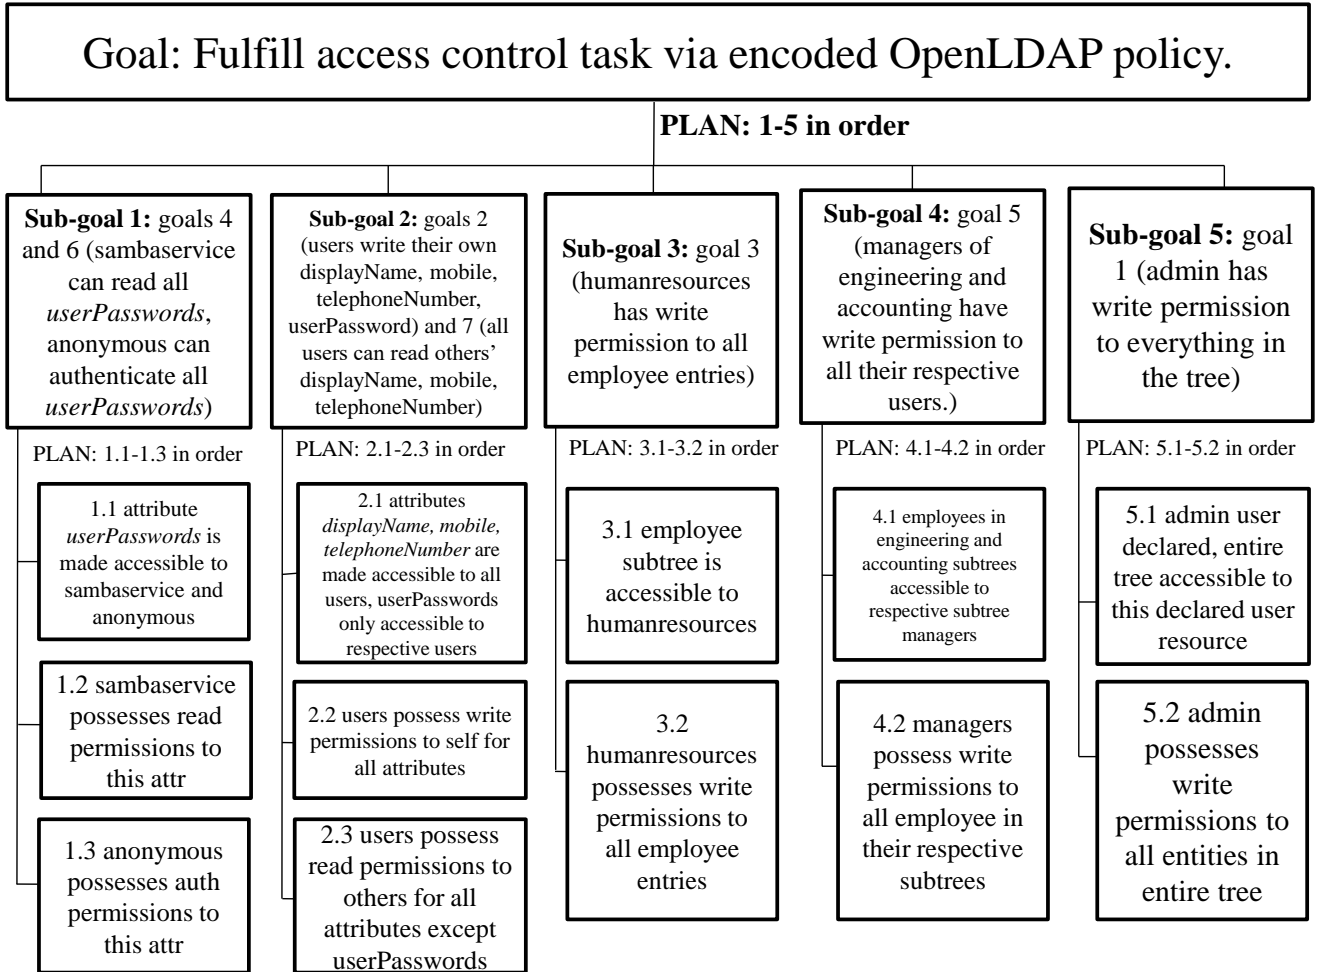 Goal: Fulfill access control task via encoded OpenLDAP policy.
PLAN: 1-5 in order
Sub-goal 1: goals 4
and 6 (sambaservice
can read all
userPasswords,
anonymous can
authenticate all
userPasswords)
PLAN: 1.1-1.3 in order
1.1 attribute
userPasswords is
made accessible to
sambaservice and
anonymous
1.2 sambaservice
possesses read
permissions to
this attr
1.3 anonymous
possesses auth
permissions to
this attr
Sub-goal 2: goals 2
(users write their own
displayName, mobile,
telephoneNumber,
userPassword) and 7 (all
users can read others’
displayName, mobile,
telephoneNumber)
PLAN: 2.1-2.3 in order
2.1 attributes
displayName, mobile,
telephoneNumber are
made accessible to all
users, userPasswords
only accessible to
respective users
2.2 users possess write
permissions to self for
all attributes
2.3 users possess
read permissions to
others for all
attributes except
userPasswords
Sub-goal 3: goal 3
(humanresources
has write
permission to all
employee entries)
PLAN: 3.1-3.2 in order
3.1 employee
subtree is
accessible to
humanresources
3.2
humanresources
possesses write
permissions to
all employee
entries
Sub-goal 4: goal 5
(managers of
engineering and
accounting have
write permission to
all their respective
users.)
PLAN: 4.1-4.2 in order
4.1 employees in
engineering and
accounting subtrees
accessible to
respective subtree
managers
4.2 managers
possess write
permissions to
all employee in
their respective
subtrees
Sub-goal 5: goal
1 (admin has
write permission
to everything in
the tree)
PLAN: 5.1-5.2 in order
5.1 admin user
declared, entire
tree accessible to
this declared user
resource
5.2 admin
possesses
write
permissions to
all entities in
entire tree